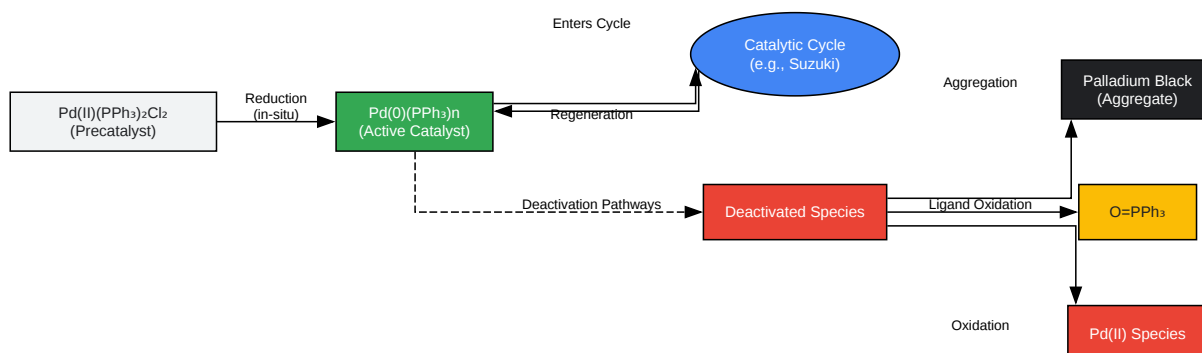 Enters Cycle
Catalytic Cycle
(e.g., Suzuki)
Aggregation
Palladium Black
(Aggregate)
Pd(II)(PPh₃)₂Cl₂
(Precatalyst)
Reduction
(in-situ)
Pd(0)(PPh₃)n
(Active Catalyst)
Regeneration
Deactivation Pathways
Deactivated Species
Ligand Oxidation
O=PPh₃
Oxidation
Pd(II) Species